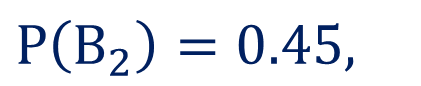 P(B₂) = 0.45,